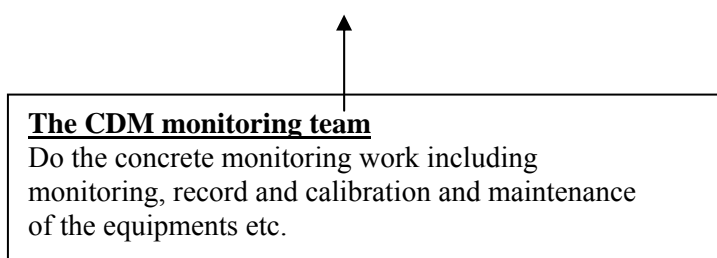 The CDM monitoring team
Do the concrete monitoring work including
monitoring, record and calibration and maintenance
of the equipments etc.